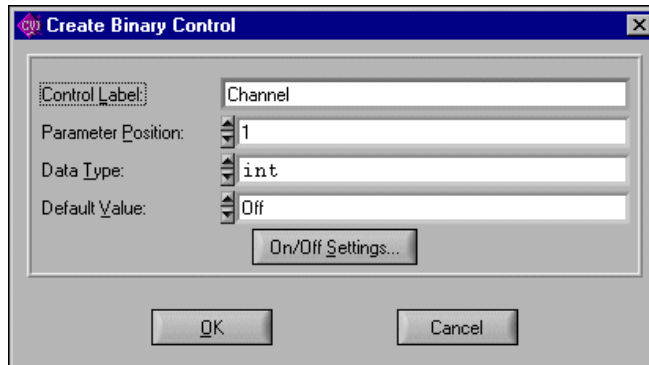 CVI Create Binary Control
Control Label: Channel
Parameter Position: 1
Data Type: int
Default Value: Off
On/Off Settings...
OK Cancel